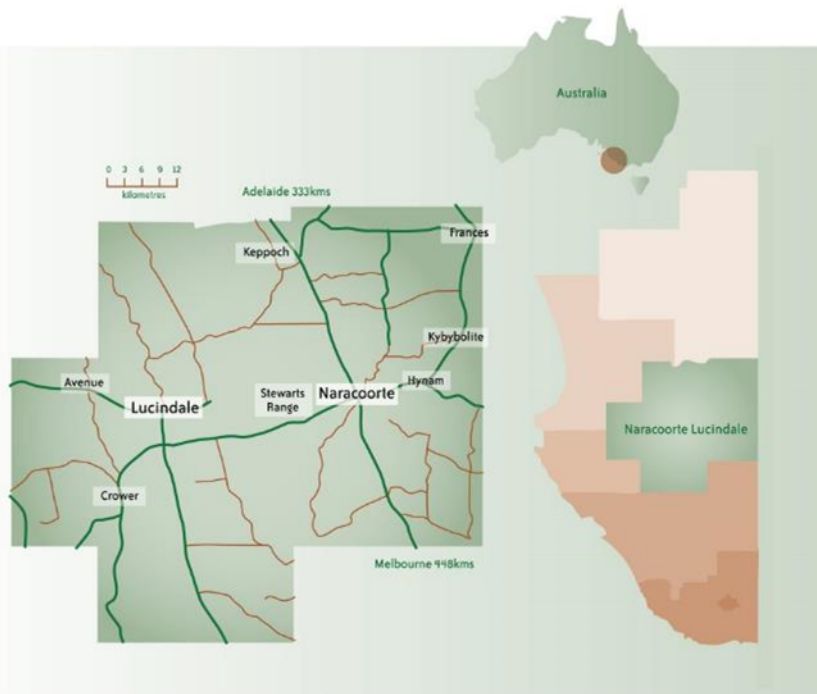 Australia
0 3 6 9 12
kilometres
Adelaide 333kms
Keppoch
Frances
Kybybolite
Avenue
Hynam
Lucindale
Stewarts
Range
Naracoorte
Naracoorte Lucindale
Crower
Melbourne 448kms